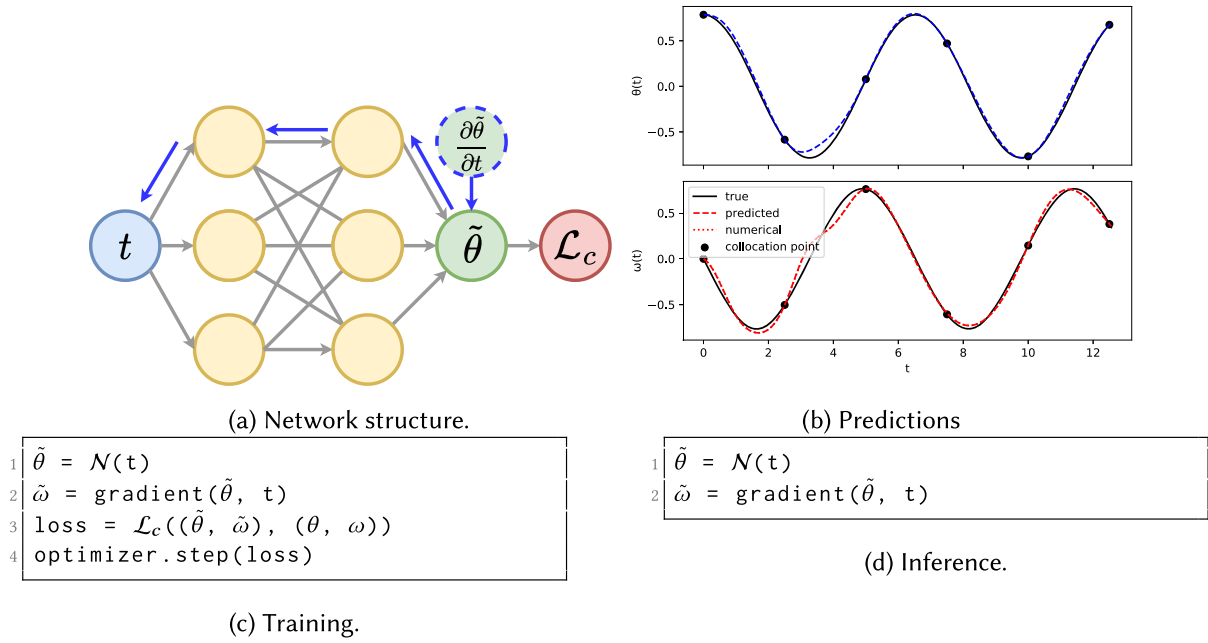 t
∂θ̃
∂t
θ̃
ℒc
0.5
0.0
−0.5
θ(t)
0.5
0.0
−0.5
ω(t)
true
predicted
numerical
collocation point
0 2 4 6 8 10 12
t
(a) Network structure.
(b) Predictions
1 θ̃ = 𝒩(t)
2 ω̃ = gradient(θ̃, t)
3 loss = ℒc((θ̃, ω̃), (θ, ω))
4 optimizer.step(loss)
(c) Training.
1 θ̃ = 𝒩(t)
2 ω̃ = gradient(θ̃, t)
(d) Inference.